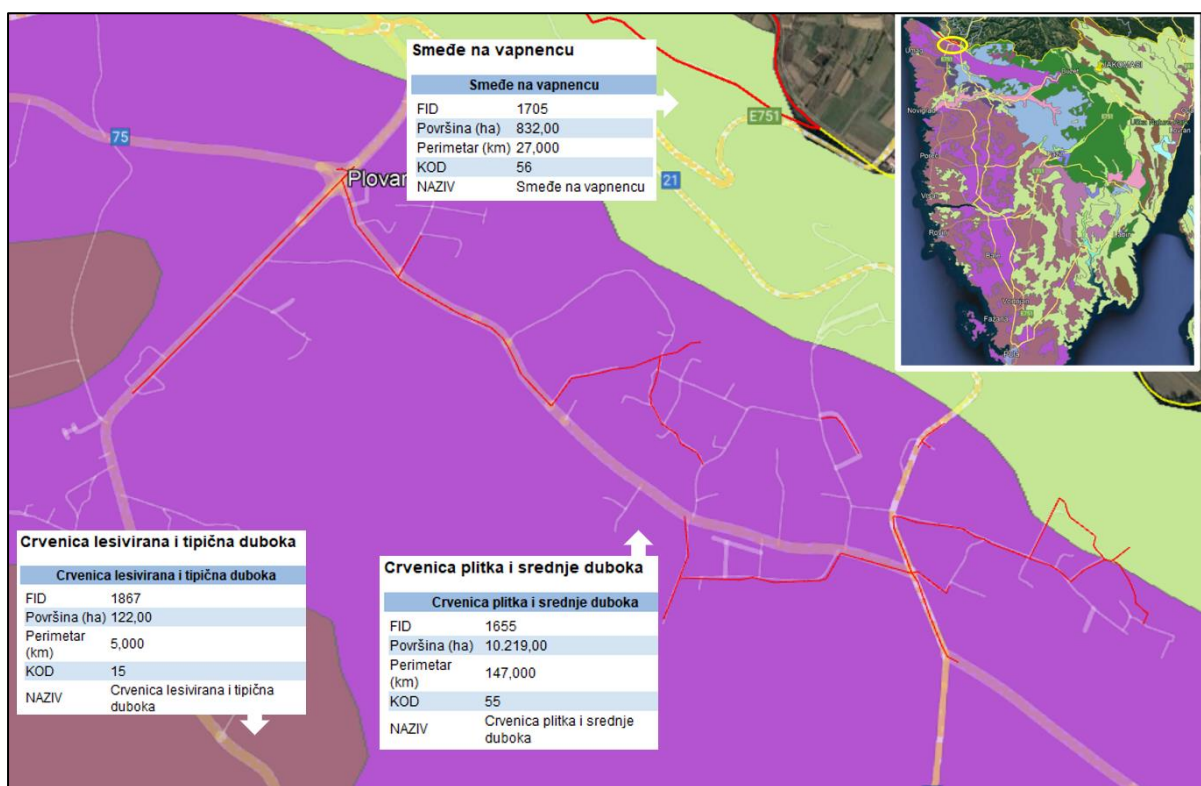 Smeđe na vapnencu
Smeđe na vapnencu
FID 1705
Površina (ha) 832,00
Perimetar (km) 27,000
KOD 56
NAZIV Smeđe na vapnencu
75
Plovan
E751
21
Crvenica lesivirana i tipična duboka
Crvenica lesivirana i tipična duboka
FID 1867
Površina (ha) 122,00
Perimetar
(km) 5,000
KOD 15
NAZIV Crvenica lesivirana i tipična
duboka
Crvenica plitka i srednje duboka
Crvenica plitka i srednje duboka
FID 1655
Površina (ha) 10.219,00
Perimetar
(km) 147,000
KOD 55
NAZIV Crvenica plitka i srednje
duboka
Novigrad
Fažana